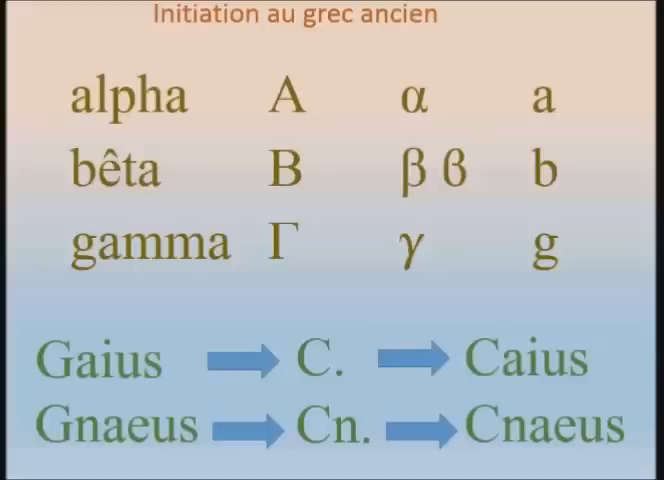 Initiation au grec ancien
alpha Α α a
bêta Β β ϐ b
gamma Γ γ g
Gaius C. Caius
Gnaeus Cn. Cnaeus